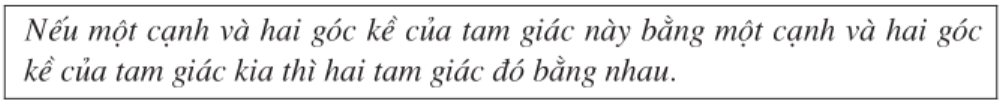 Nếu một cạnh và hai góc kề của tam giác này bằng một cạnh và hai góc
kề của tam giác kia thì hai tam giác đó bằng nhau.